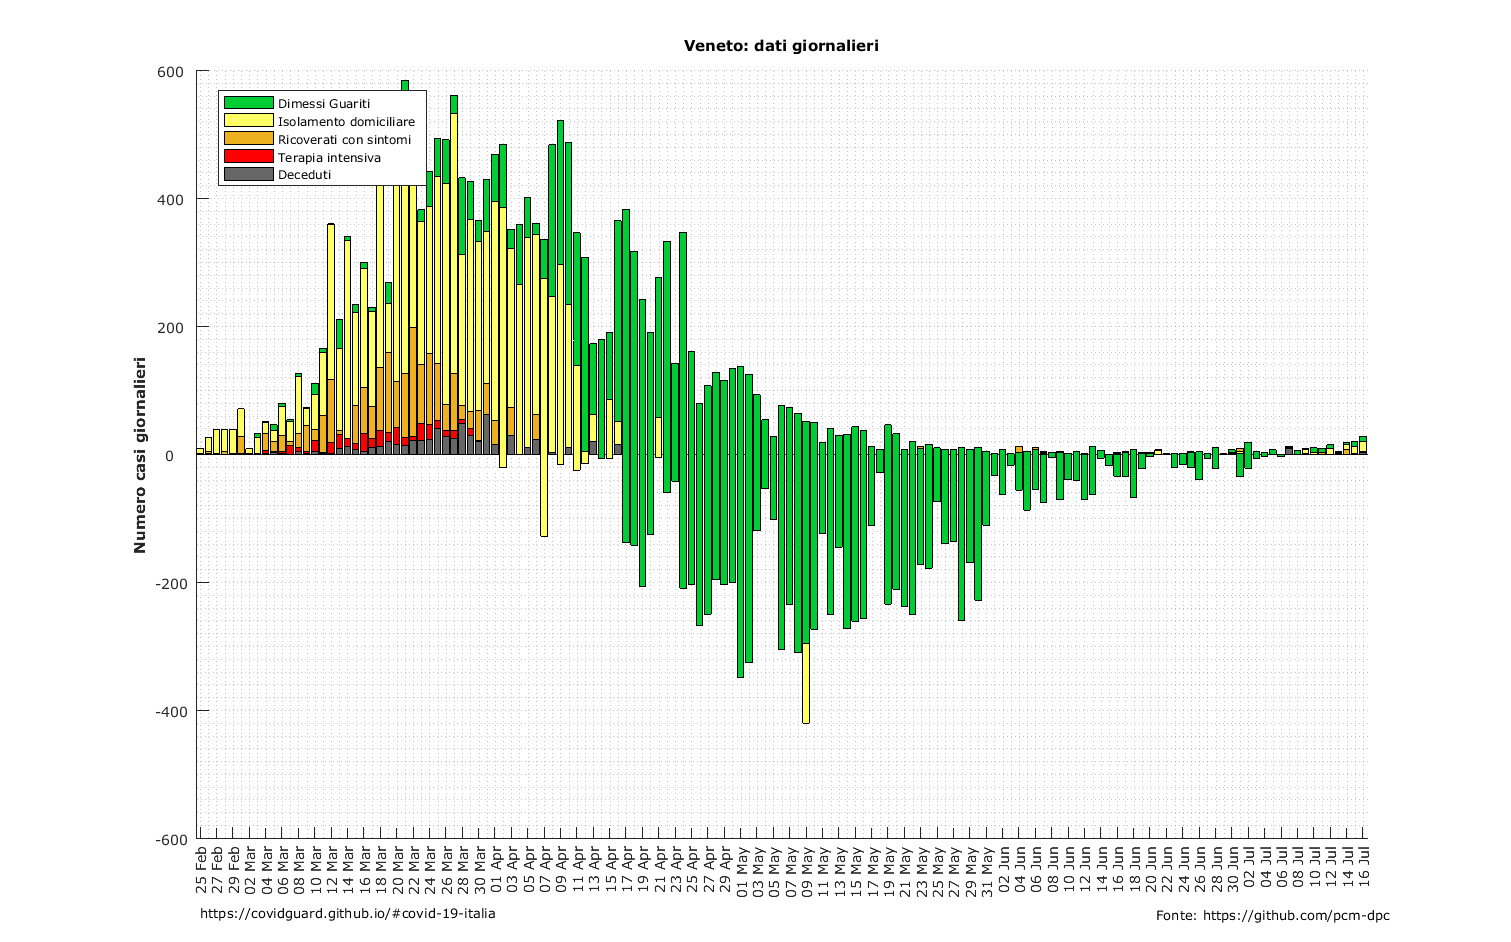 Veneto: dati giornalieri
600
400
200
0
-200
-400
-600
Numero casi giornalieri
Dimessi Guariti
Isolamento domiciliare
Ricoverati con sintomi
Terapia intensiva
Deceduti
25 Feb
27 Feb
29 Feb
02 Mar
04 Mar
06 Mar
08 Mar
10 Mar
12 Mar
14 Mar
16 Mar
18 Mar
20 Mar
22 Mar
24 Mar
26 Mar
28 Mar
30 Mar
01 Apr
03 Apr
05 Apr
07 Apr
09 Apr
11 Apr
13 Apr
15 Apr
17 Apr
19 Apr
21 Apr
23 Apr
25 Apr
27 Apr
29 Apr
01 May
03 May
05 May
07 May
09 May
11 May
13 May
15 May
17 May
19 May
21 May
23 May
25 May
27 May
29 May
31 May
02 Jun
04 Jun
06 Jun
08 Jun
10 Jun
12 Jun
14 Jun
16 Jun
18 Jun
20 Jun
22 Jun
24 Jun
26 Jun
28 Jun
30 Jun
02 Jul
04 Jul
06 Jul
08 Jul
10 Jul
12 Jul
14 Jul
16 Jul
https://covidguard.github.io/#covid-19-italia
Fonte: https://github.com/pcm-dpc